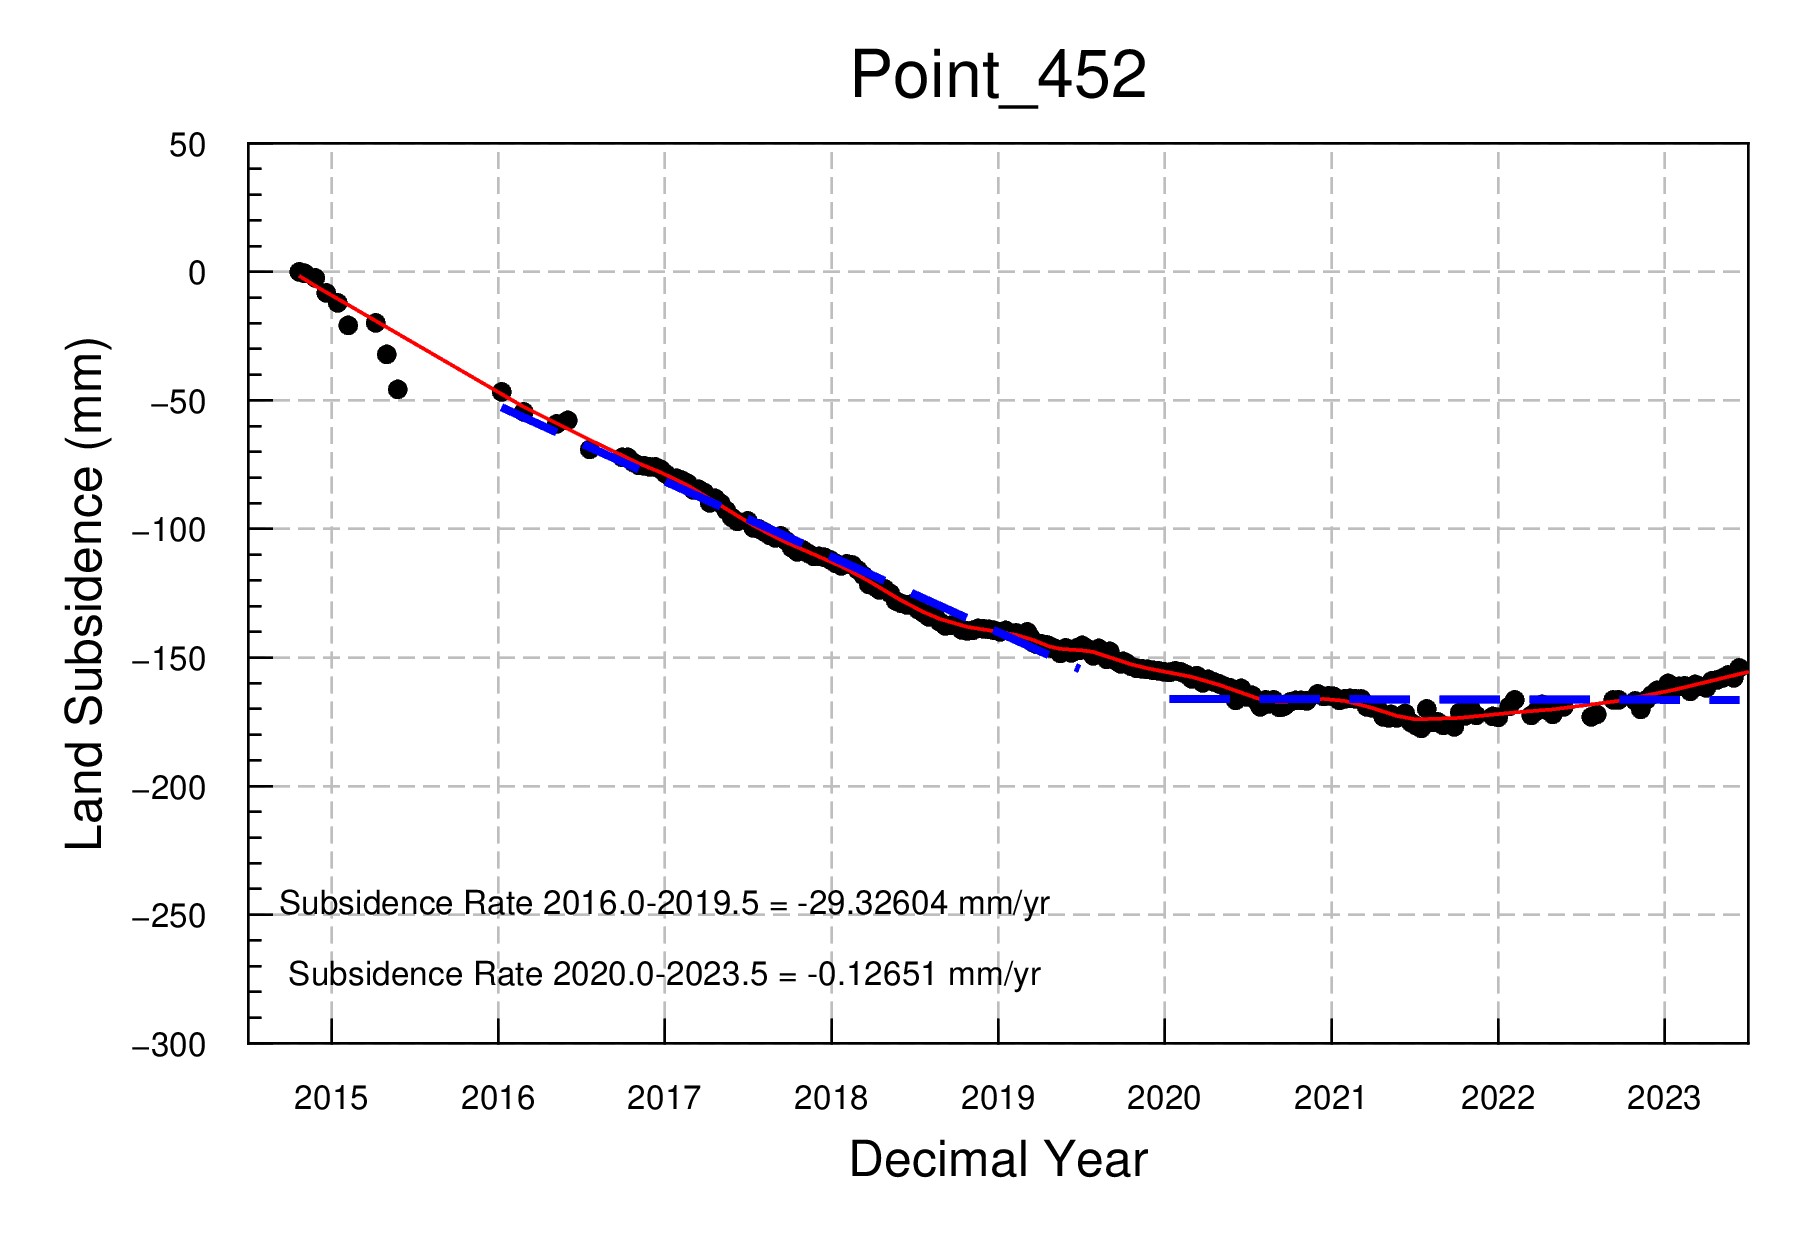 Point_452
50
0
−50
−100
−150
−200
−250
−300
Land Subsidence (mm)
Subsidence Rate 2016.0-2019.5 = -29.32604 mm/yr
Subsidence Rate 2020.0-2023.5 = -0.12651 mm/yr
2015 2016 2017 2018 2019 2020 2021 2022 2023
Decimal Year